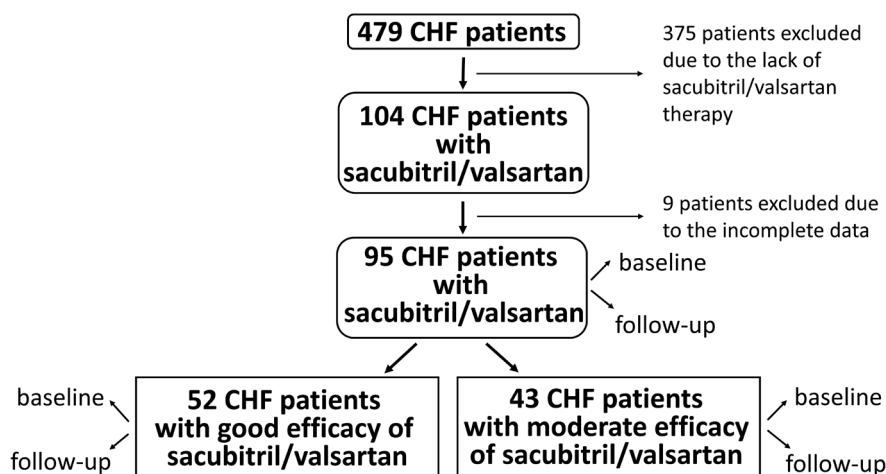 479 CHF patients
375 patients excluded
due to the lack of
sacubitril/valsartan
therapy
104 CHF patients
with
sacubitril/valsartan
9 patients excluded due
to the incomplete data
95 CHF patients
with
sacubitril/valsartan
baseline
follow-up
baseline
follow-up
52 CHF patients
with good efficacy of
sacubitril/valsartan
43 CHF patients
with moderate efficacy
of sacubitril/valsartan
baseline
follow-up